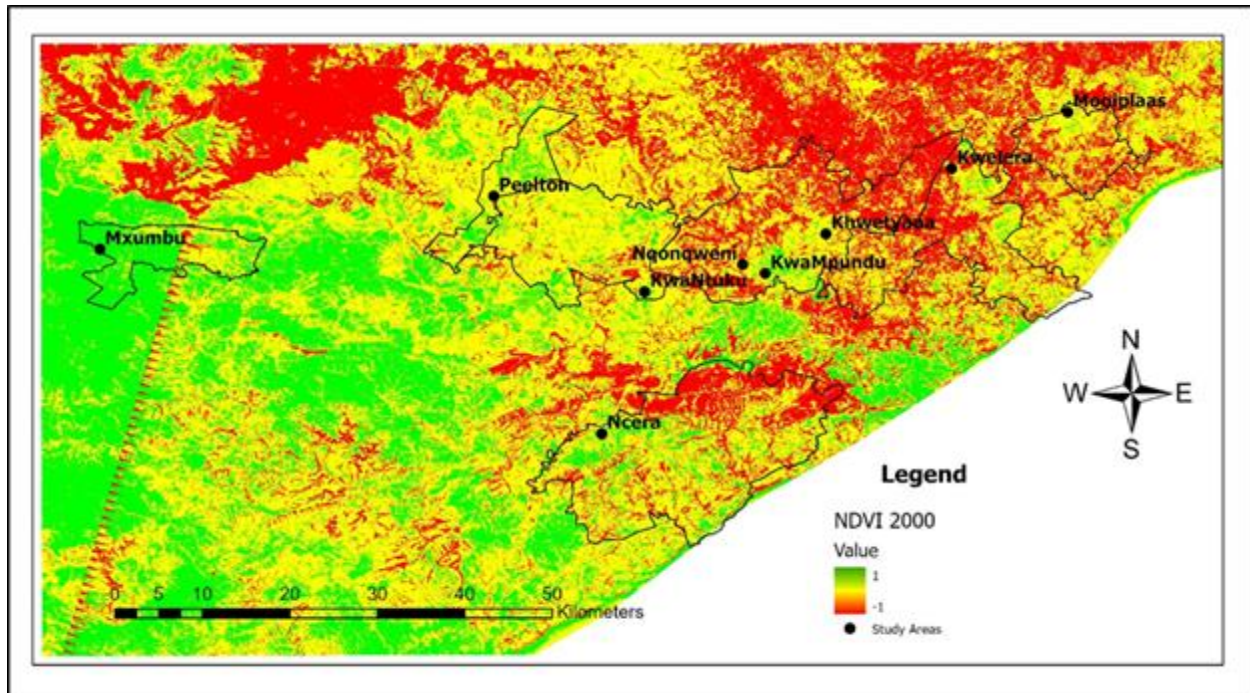 Mooiplaas
Kwelera
Peelton
Khwetyana
Mxumbu
Nqonqweni
KwaMpundu
KwaNtuku
N
W
E
S
Ncera
Legend
NDVI 2000
Value
1
-1
Study Areas
0 5 10 20 30 40 50
Kilometers